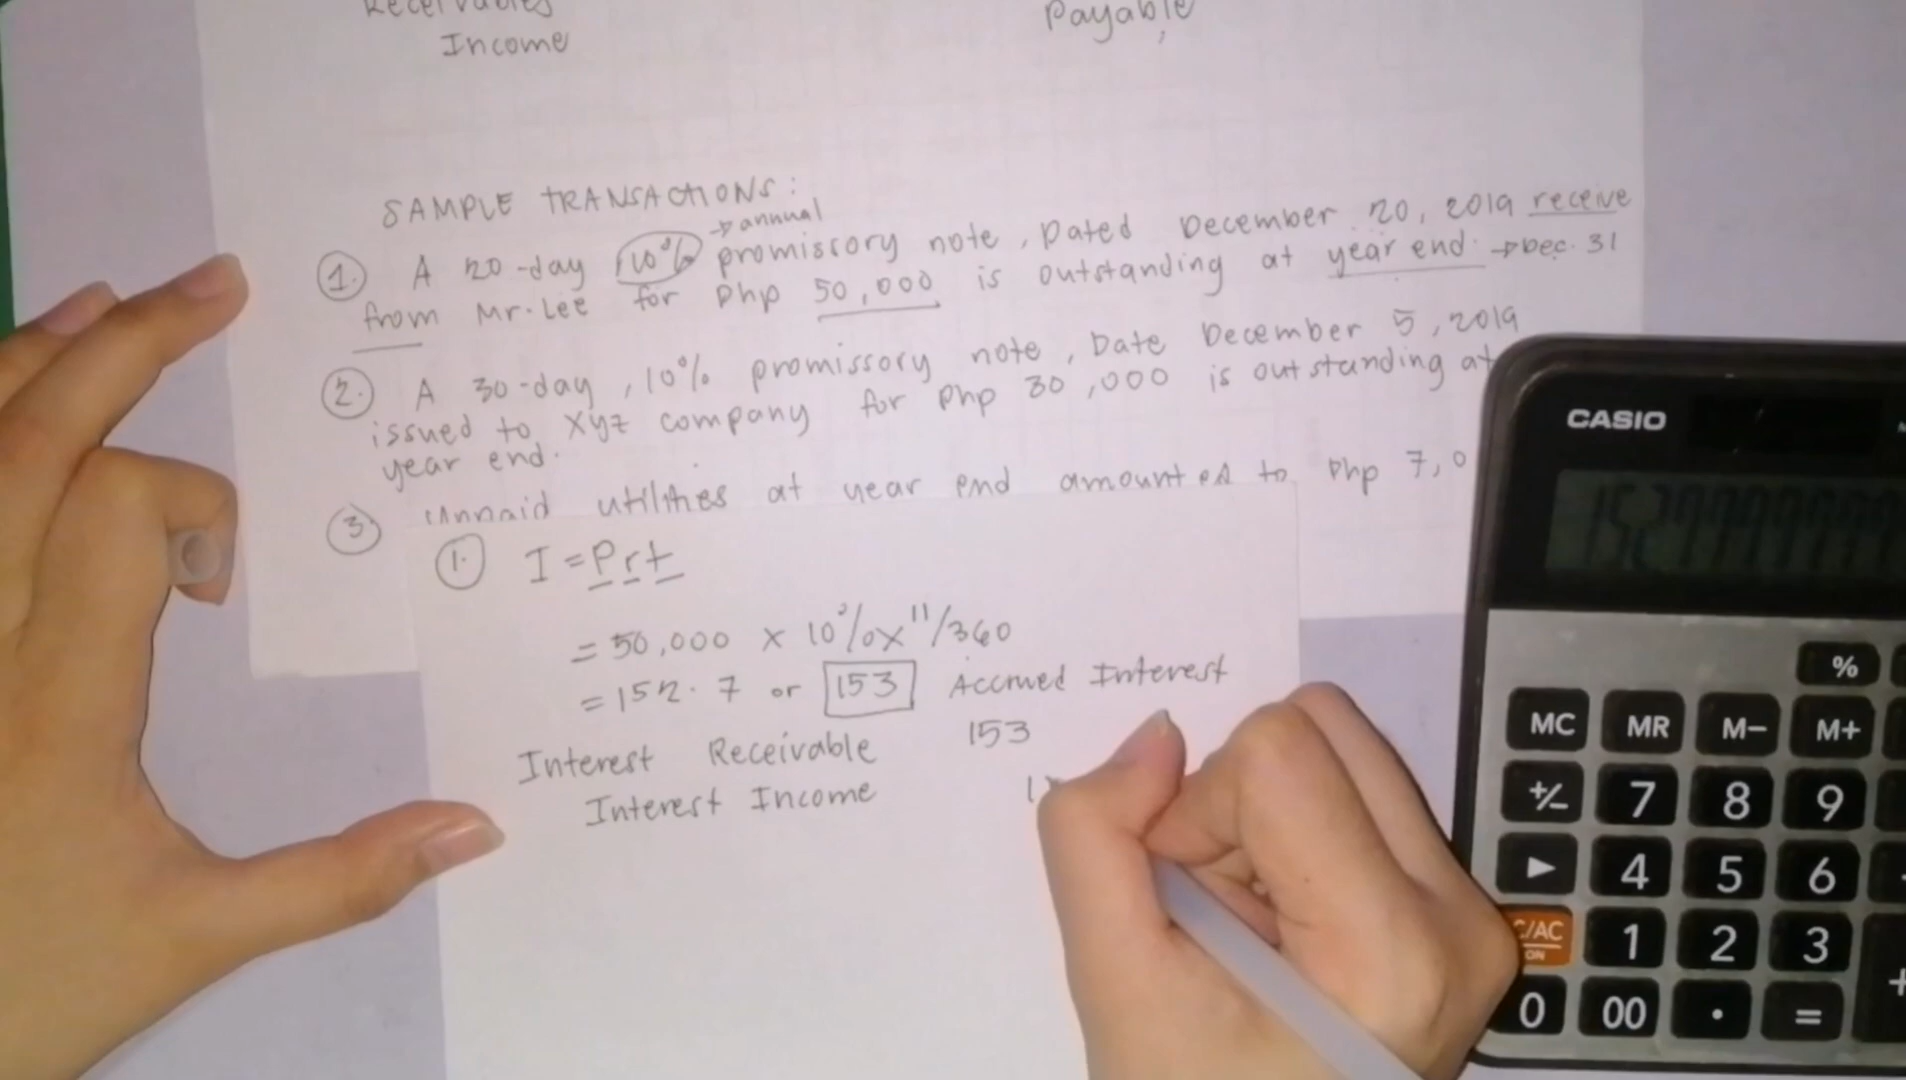 Receivables
Income
Payable
SAMPLE TRANSACTIONS:
→ annual
1. A 20-day 10% promissory note, Dated December 20, 2019 receive
from Mr. Lee for Php 50,000 is outstanding at year end. → Dec. 31
2. A 30-day, 10% promissory note, Date December 5, 2019
issued to XYZ company for Php 30,000 is outstanding at
year end.
3. Unpaid utilities at year end amounted to Php 7,0
1. I = Prt
= 50,000 x 10% x 11/360
= 152.7 or 153 Accrued Interest
Interest Receivable 153
Interest Income 1
CASIO
%
MC MR M− M+
+/− 7 8 9
▶ 4 5 6
C/AC ON 1 2 3 +
0 00 . =